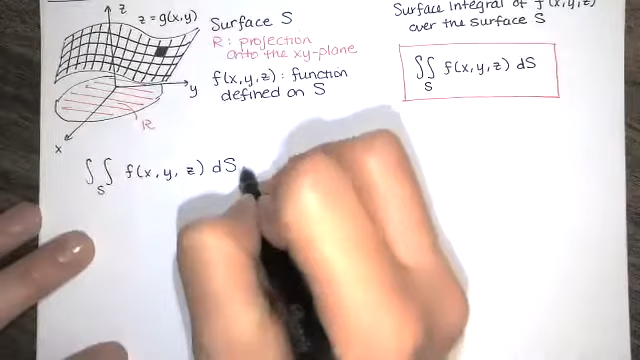 z
z = g(x,y)
y
x
R
Surface S
R : projection
onto the xy-plane
f(x,y,z) : function
defined on S
Surface Integral of f(x,y,z)
over the surface S
∫∫ f(x,y,z) dS
S
∫∫ f(x,y,z) dS
S